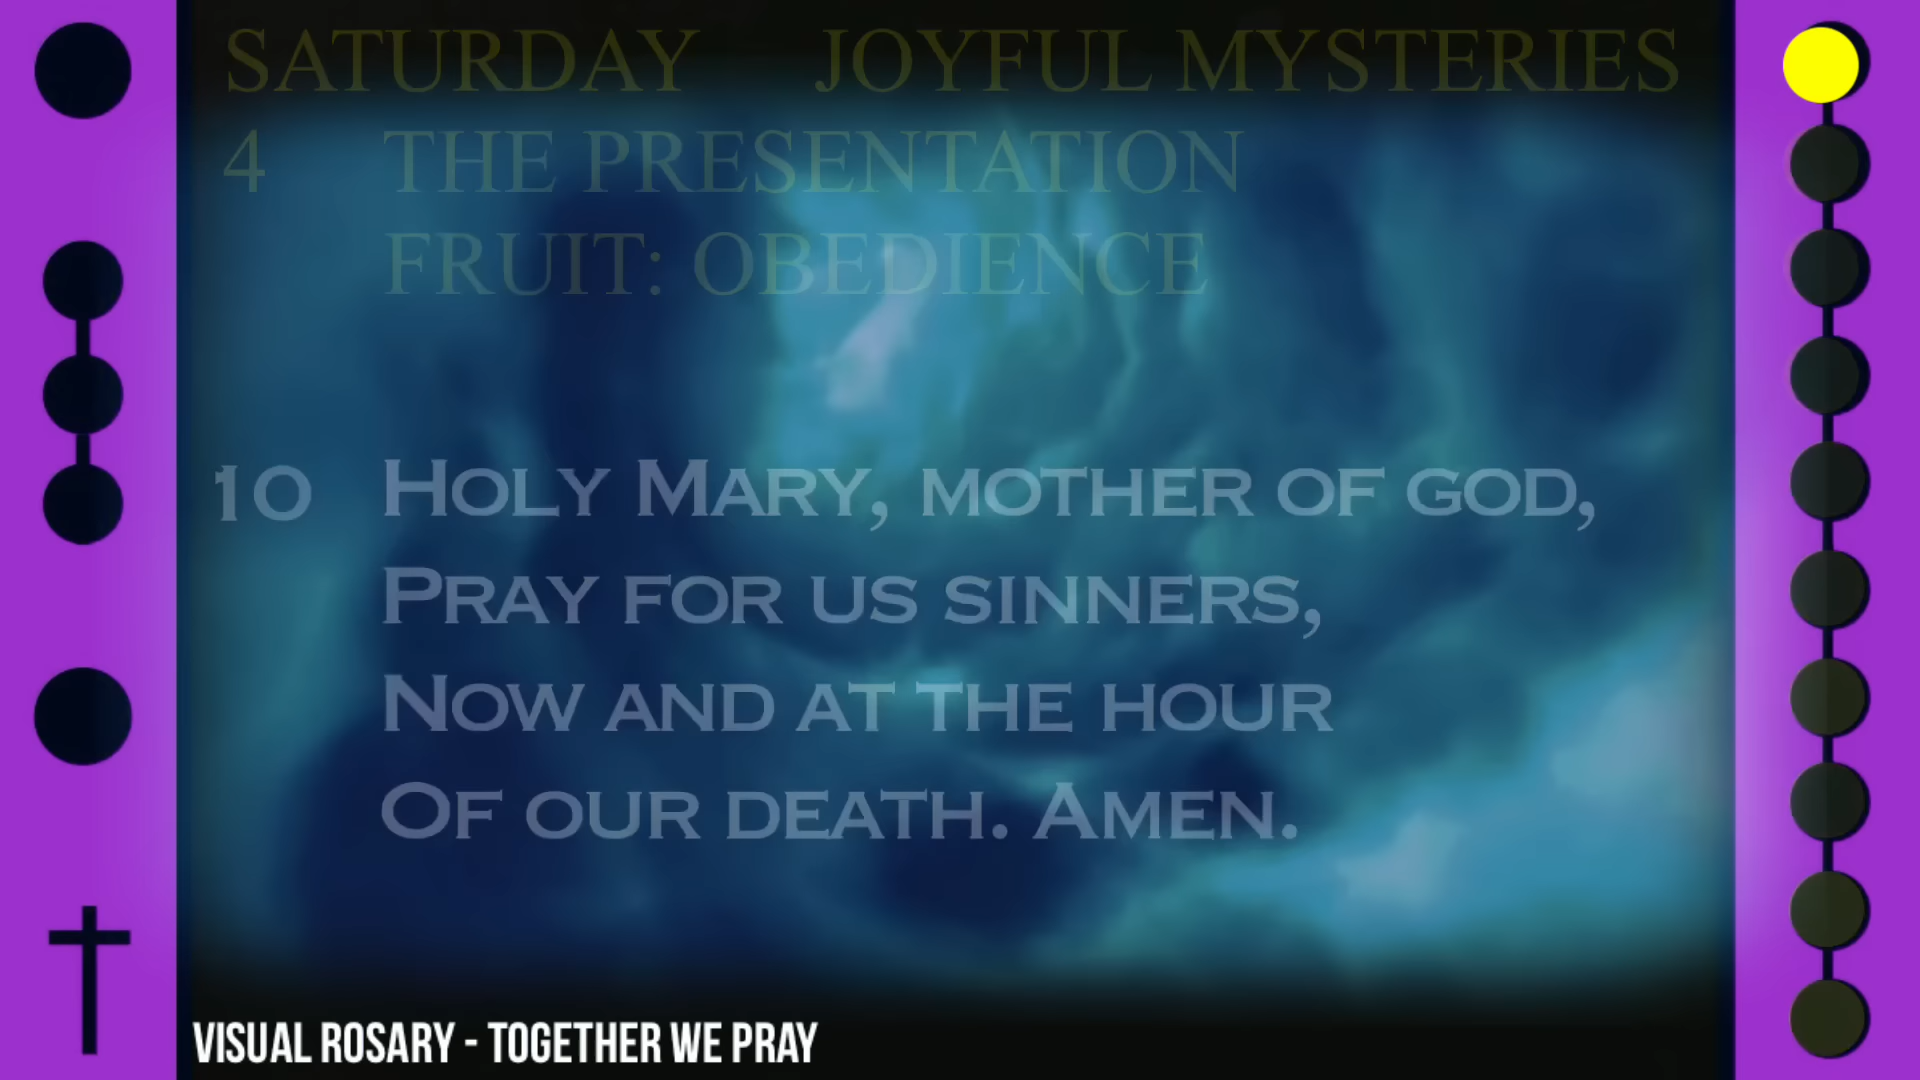 SATURDAY JOYFUL MYSTERIES
4 THE PRESENTATION
FRUIT: OBEDIENCE
10 HOLY MARY, MOTHER OF GOD,
PRAY FOR US SINNERS,
NOW AND AT THE HOUR
OF OUR DEATH. AMEN.
VISUAL ROSARY - TOGETHER WE PRAY